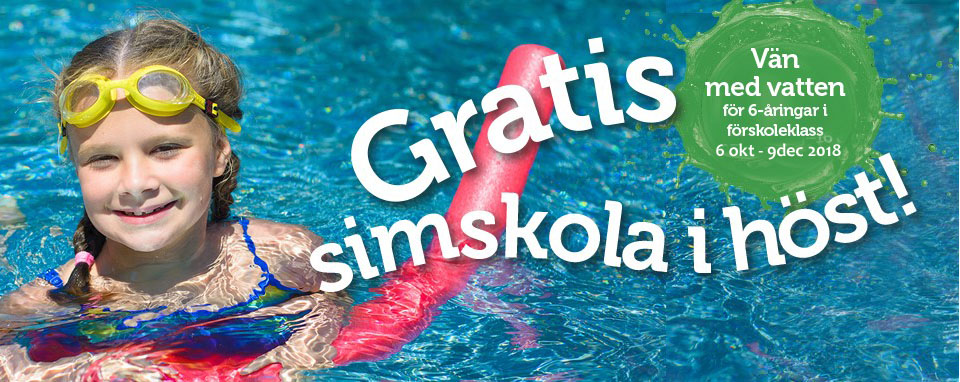 Gratis
simskola i höst!
Vän
med vatten
för 6-åringar i
förskoleklass
6 okt - 9dec 2018